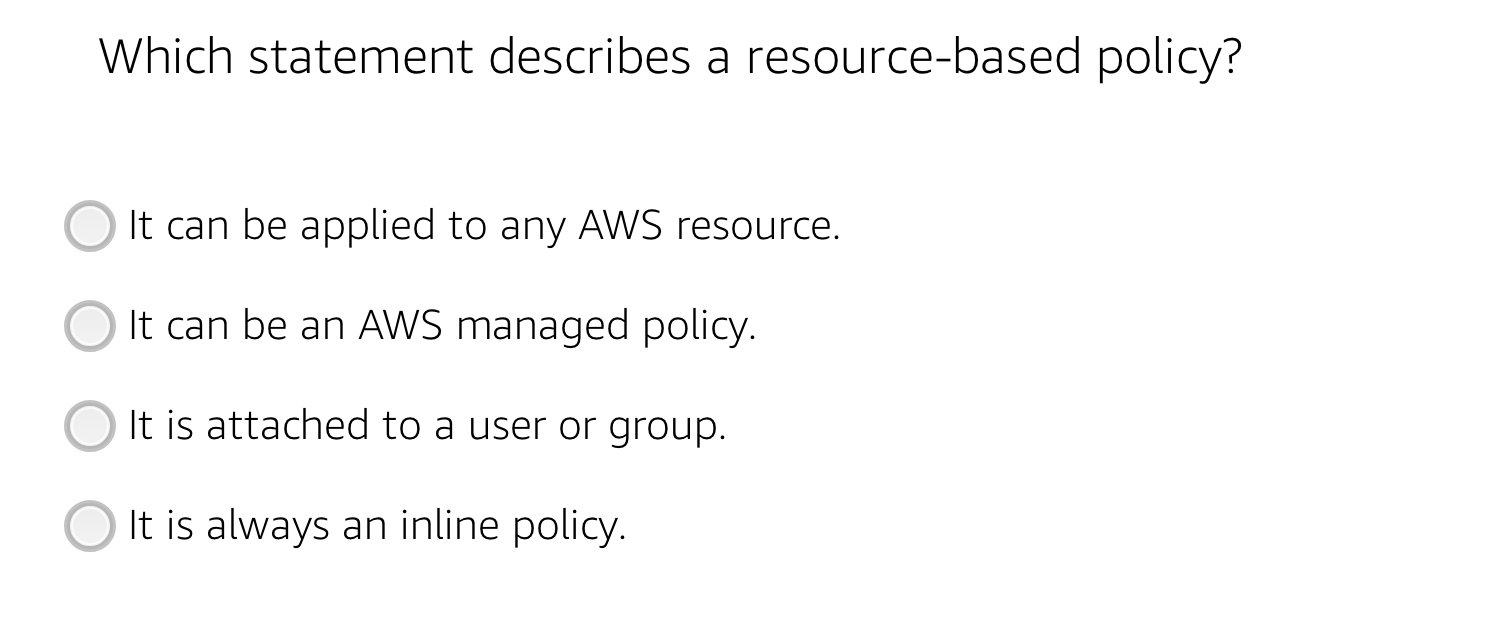 Which statement describes a resource-based policy?
It can be applied to any AWS resource.
It can be an AWS managed policy.
It is attached to a user or group.
It is always an inline policy.